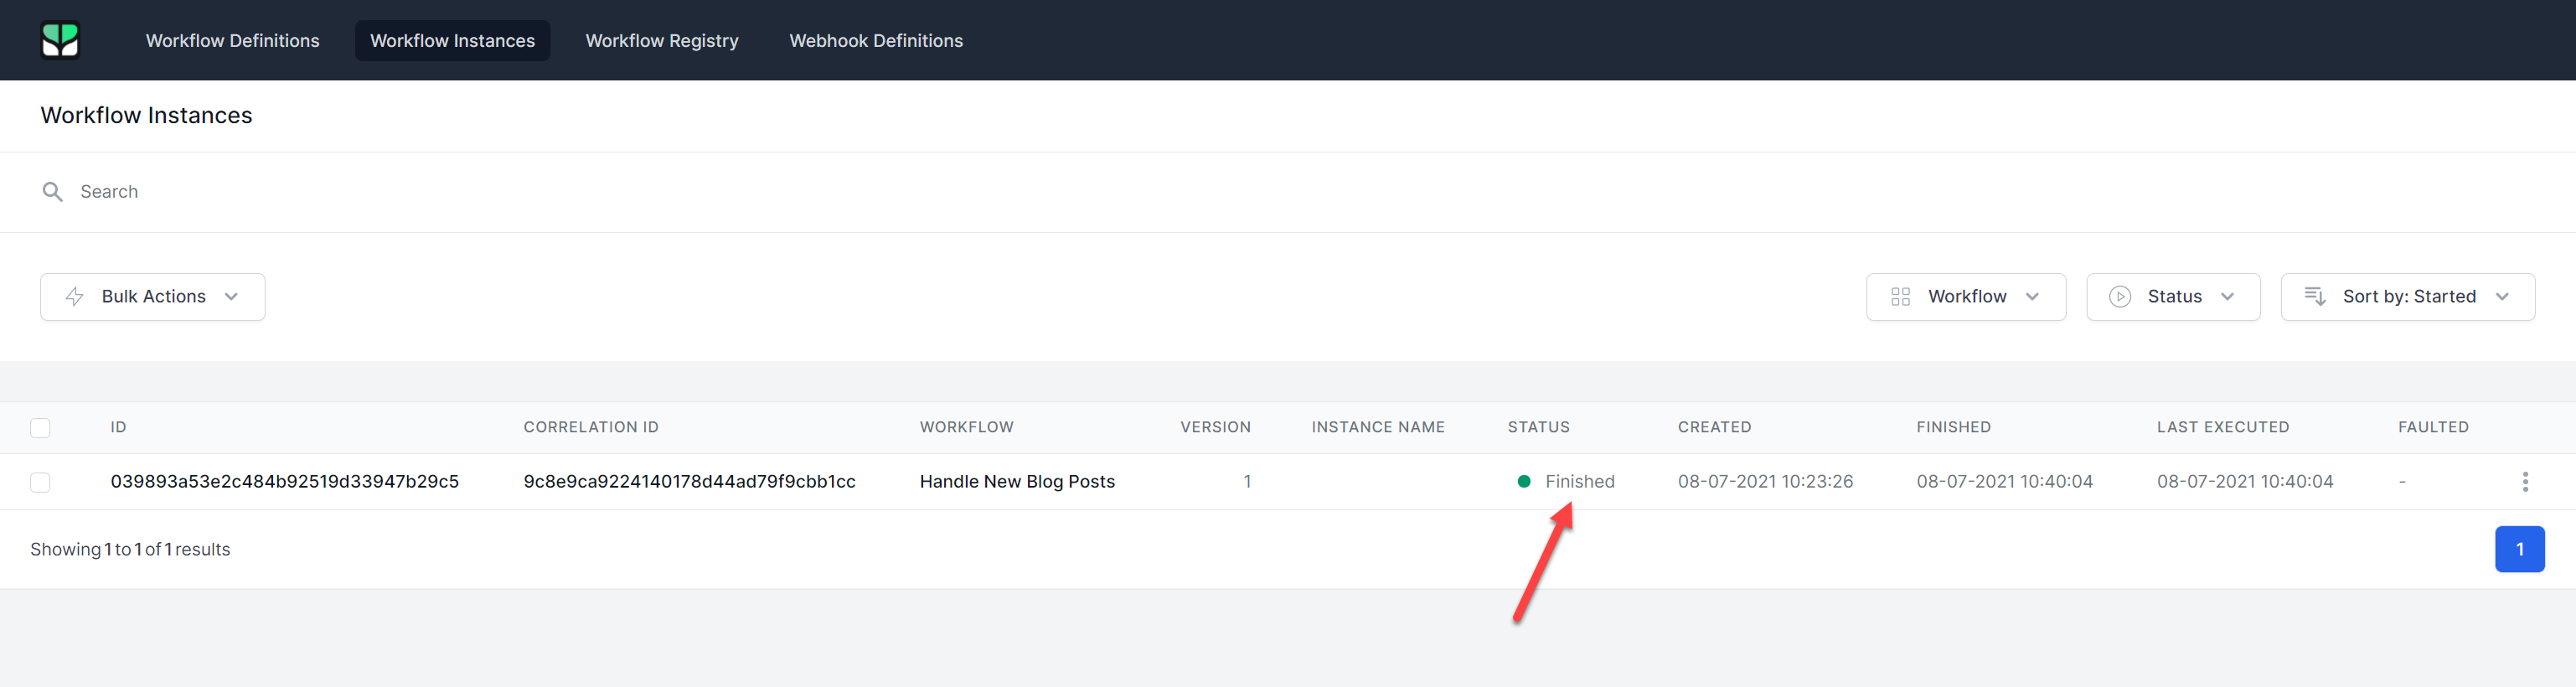 Workflow Definitions Workflow Instances Workflow Registry Webhook Definitions
Workflow Instances
Search
Bulk Actions Workflow Status Sort by: Started
ID CORRELATION ID WORKFLOW VERSION INSTANCE NAME STATUS CREATED FINISHED LAST EXECUTED FAULTED
039893a53e2c484b92519d33947b29c5 9c8e9ca9224140178d44ad79f9cbb1cc Handle New Blog Posts 1 Finished 08-07-2021 10:23:26 08-07-2021 10:40:04 08-07-2021 10:40:04 -
Showing 1 to 1 of 1 results 1